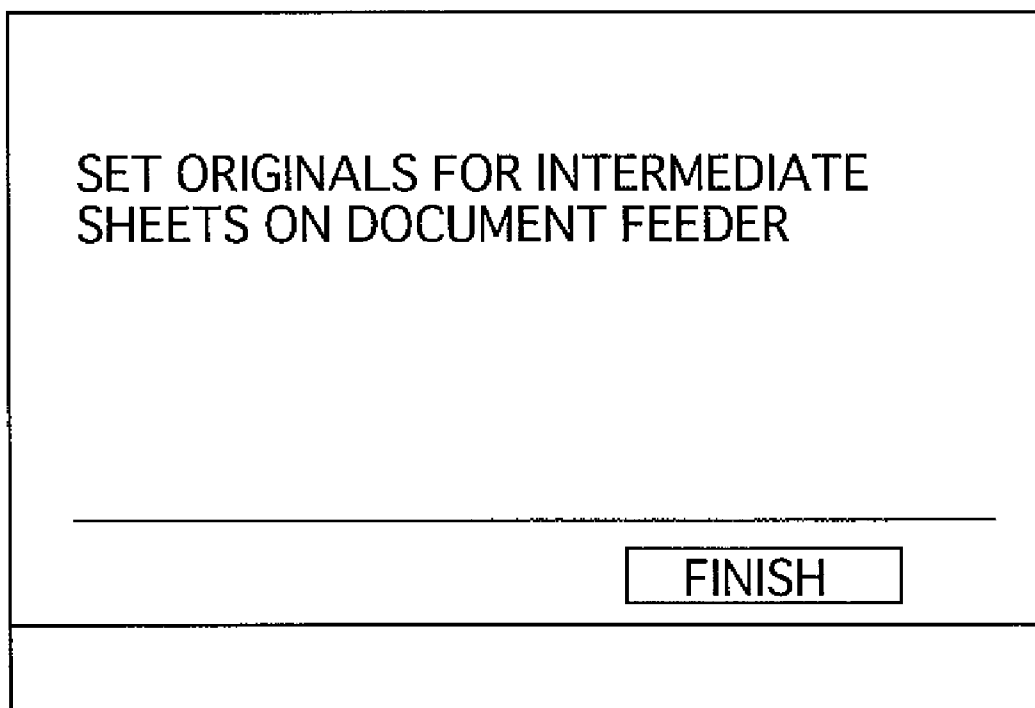 SET ORIGINALS FOR INTERMEDIATE
SHEETS ON DOCUMENT FEEDER
FINISH